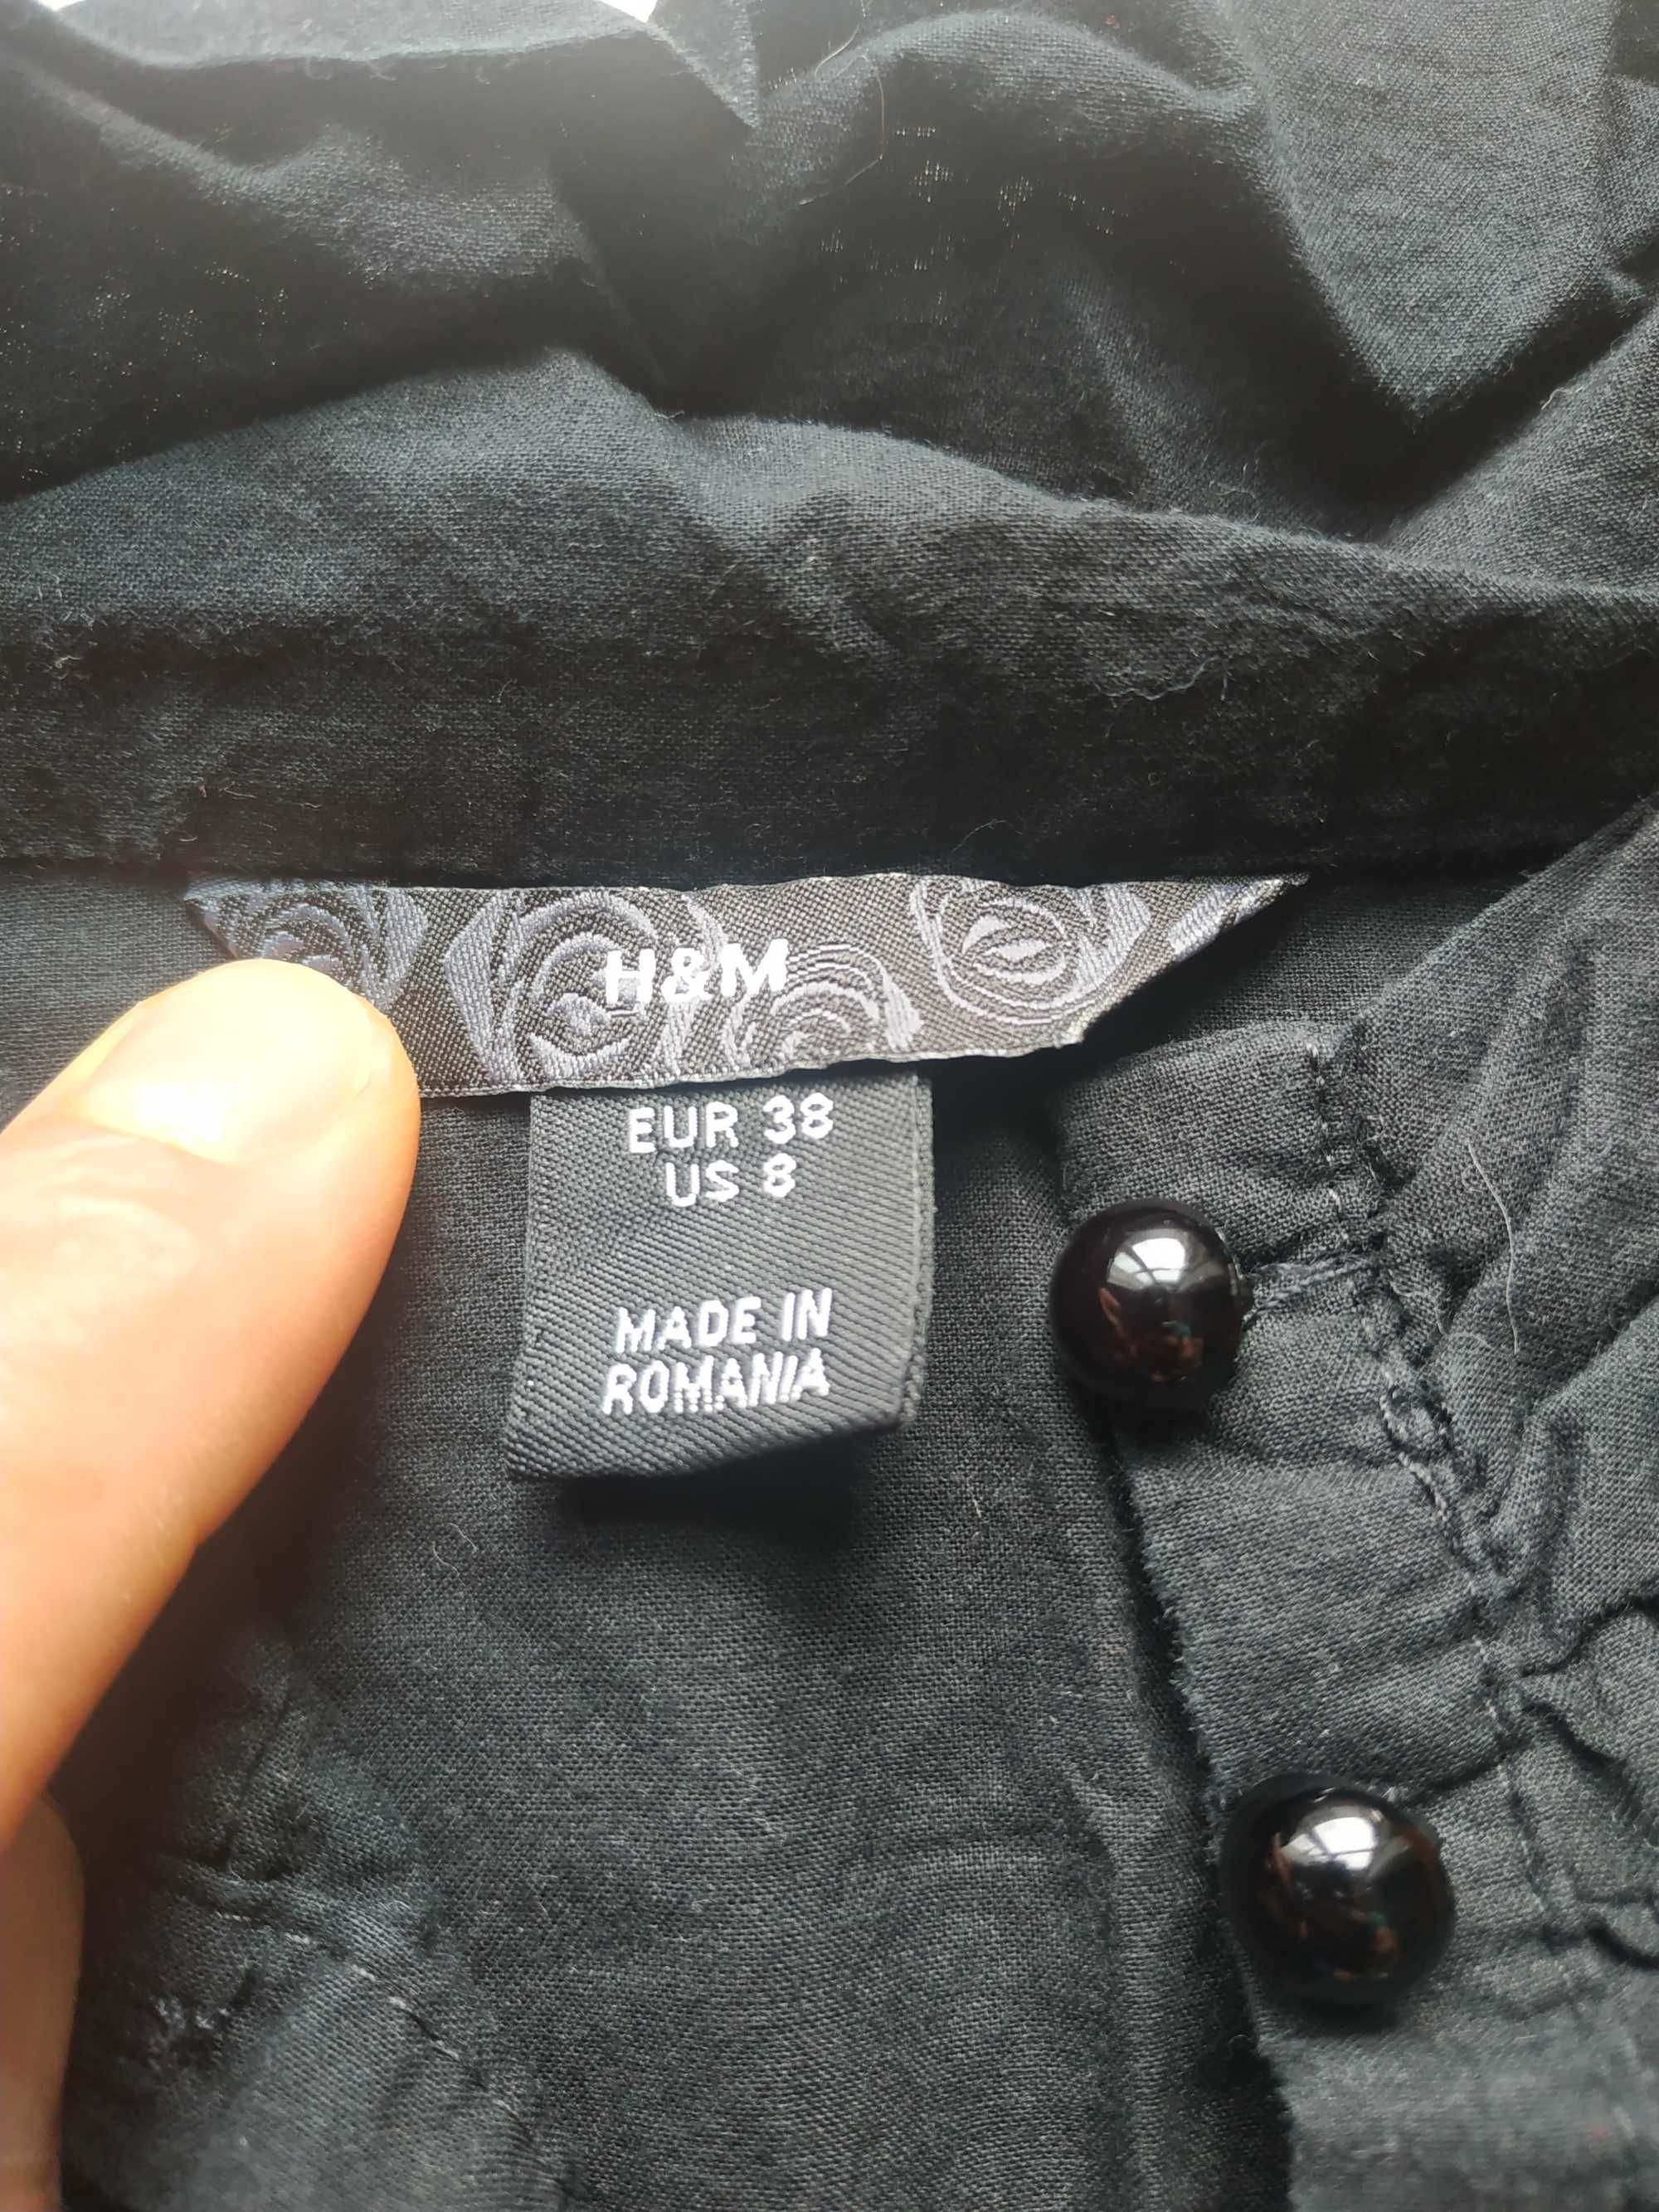 H&M
EUR 38
US 8
MADE IN
ROMANIA